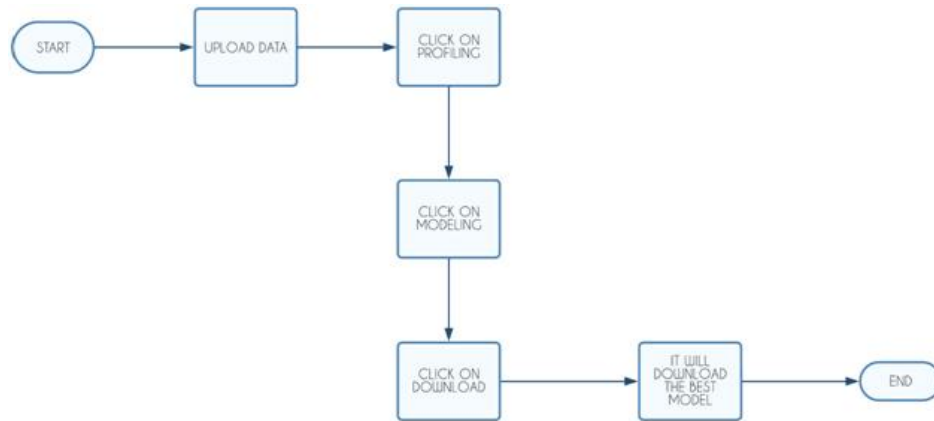 START
UPLOAD DATA
CLICK ON
PROFILING
CLICK ON
MODELING
CLICK ON
DOWNLOAD
IT WILL
DOWNLOAD
THE BEST
MODEL
END